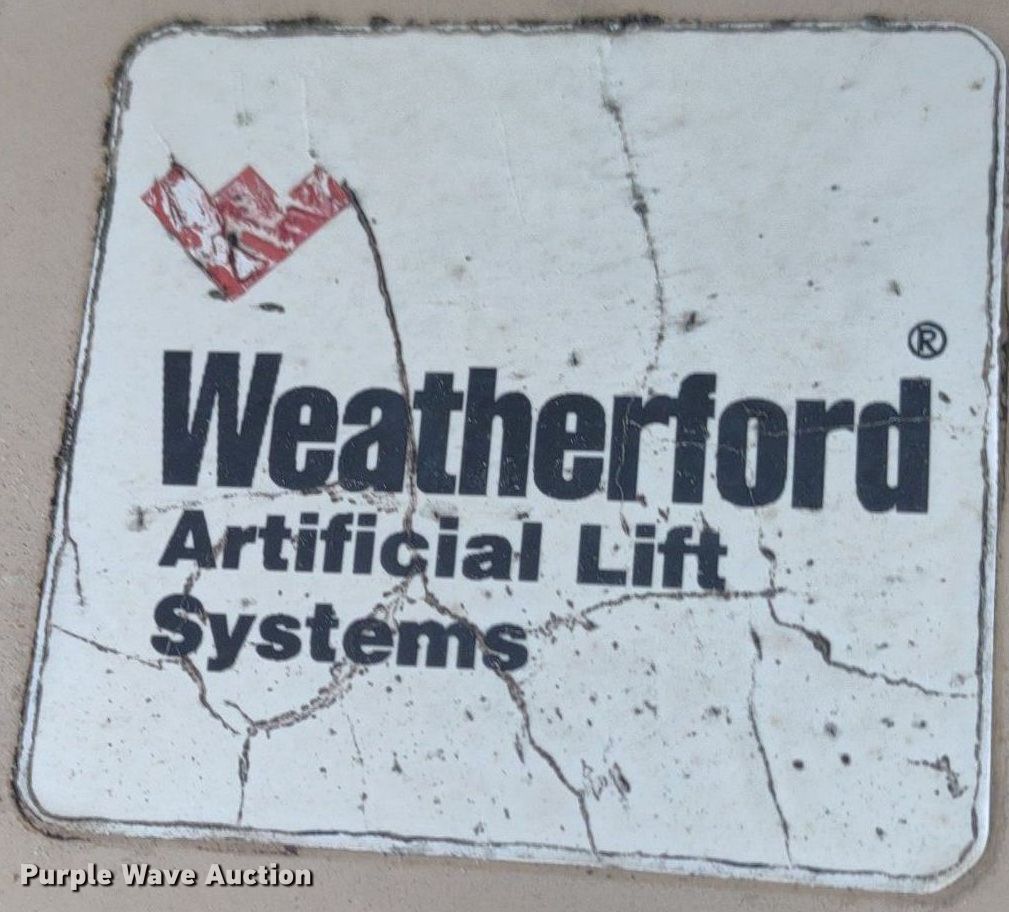 Weatherford®
Artificial Lift
Systems
Purple Wave Auction